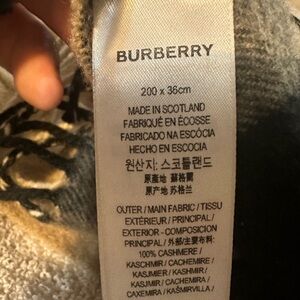 BURBERRY
200 x 36cm
MADE IN SCOTLAND
FABRIQUÉ EN ÉCOSSE
FABRICADO NA ESCÓCIA
HECHO EN ESCOCIA
원산지: 스코틀랜드
原產地 蘇格蘭
原产地 苏格兰
OUTER / MAIN FABRIC / TISSU
EXTÉRIEUR / PRINCIPAL /
EXTERIOR - COMPOSICION
PRINCIPAL / 外部/主要布料:
100% CASHMERE /
KASCHMIR / CACHEMIRE /
KASJMIER / KASHMIR /
CACHEMIRA / KASMIR /
CAXEMIRA / KAŠMIRVILLA /